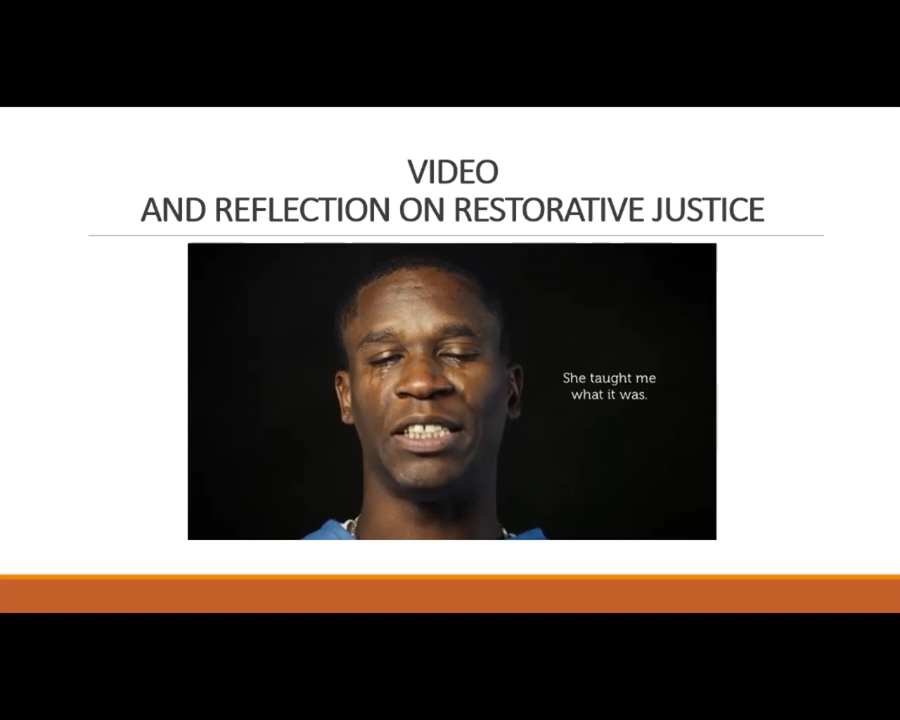 VIDEO
AND REFLECTION ON RESTORATIVE JUSTICE
She taught me
what it was.